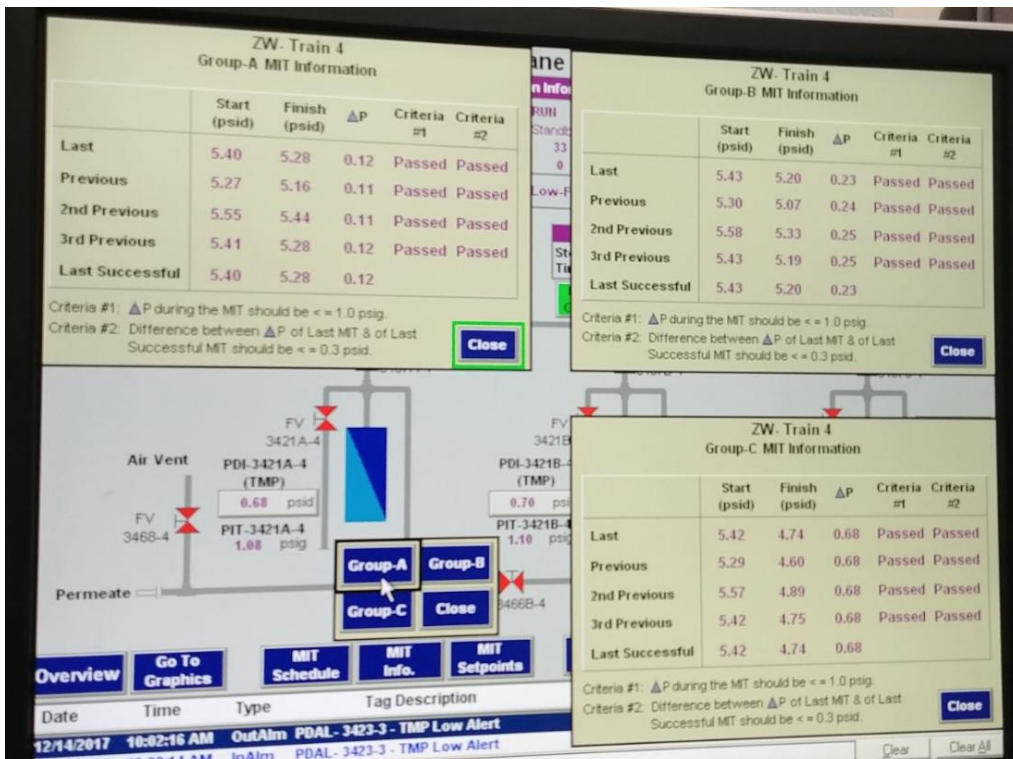 ZW- Train 4
Group-A MIT Information
Start (psid) Finish (psid) ΔP Criteria #1 Criteria #2
Last 5.40 5.28 0.12 Passed Passed
Previous 5.27 5.16 0.11 Passed Passed
2nd Previous 5.55 5.44 0.11 Passed Passed
3rd Previous 5.41 5.28 0.12 Passed Passed
Last Successful 5.40 5.28 0.12
Criteria #1: ΔP during the MIT should be < = 1.0 psig.
Criteria #2: Difference between ΔP of Last MIT & of Last
Successful MIT should be < = 0.3 psid.
Close
ane
n Info
RUN
Standb
33
0
Low-F
St
Ti
ZW- Train 4
Group-B MIT Information
Start (psid) Finish (psid) ΔP Criteria #1 Criteria #2
Last 5.43 5.20 0.23 Passed Passed
Previous 5.30 5.07 0.24 Passed Passed
2nd Previous 5.58 5.33 0.25 Passed Passed
3rd Previous 5.43 5.19 0.25 Passed Passed
Last Successful 5.43 5.20 0.23
Criteria #1: ΔP during the MIT should be < = 1.0 psig.
Criteria #2: Difference between ΔP of Last MIT & of Last
Successful MIT should be < = 0.3 psid.
Close
FV
3421A-4
Air Vent
PDI-3421A-4
(TMP)
0.68 psid
PIT-3421A-4
1.08 psig
FV
3468-4
Permeate
FV
3421B
PDI-3421B-4
(TMP)
0.70 psi
PIT-3421B-4
1.10 psig
3466B-4
Group-A Group-B
Group-C Close
ZW- Train 4
Group-C MIT Information
Start (psid) Finish (psid) ΔP Criteria #1 Criteria #2
Last 5.42 4.74 0.68 Passed Passed
Previous 5.29 4.60 0.68 Passed Passed
2nd Previous 5.57 4.89 0.68 Passed Passed
3rd Previous 5.42 4.75 0.68 Passed Passed
Last Successful 5.42 4.74 0.68
Criteria #1: ΔP during the MIT should be < = 1.0 psig.
Criteria #2: Difference between ΔP of Last MIT & of Last
Successful MIT should be < = 0.3 psid.
Close
Overview Go To Graphics MIT Schedule MIT Info. MIT Setpoints
Date Time Type Tag Description
12/14/2017 10:02:16 AM OutAlm PDAL- 3423-3 - TMP Low Alert
AM InAlm PDAL- 3423-3 - TMP Low Alert
Clear Clear All